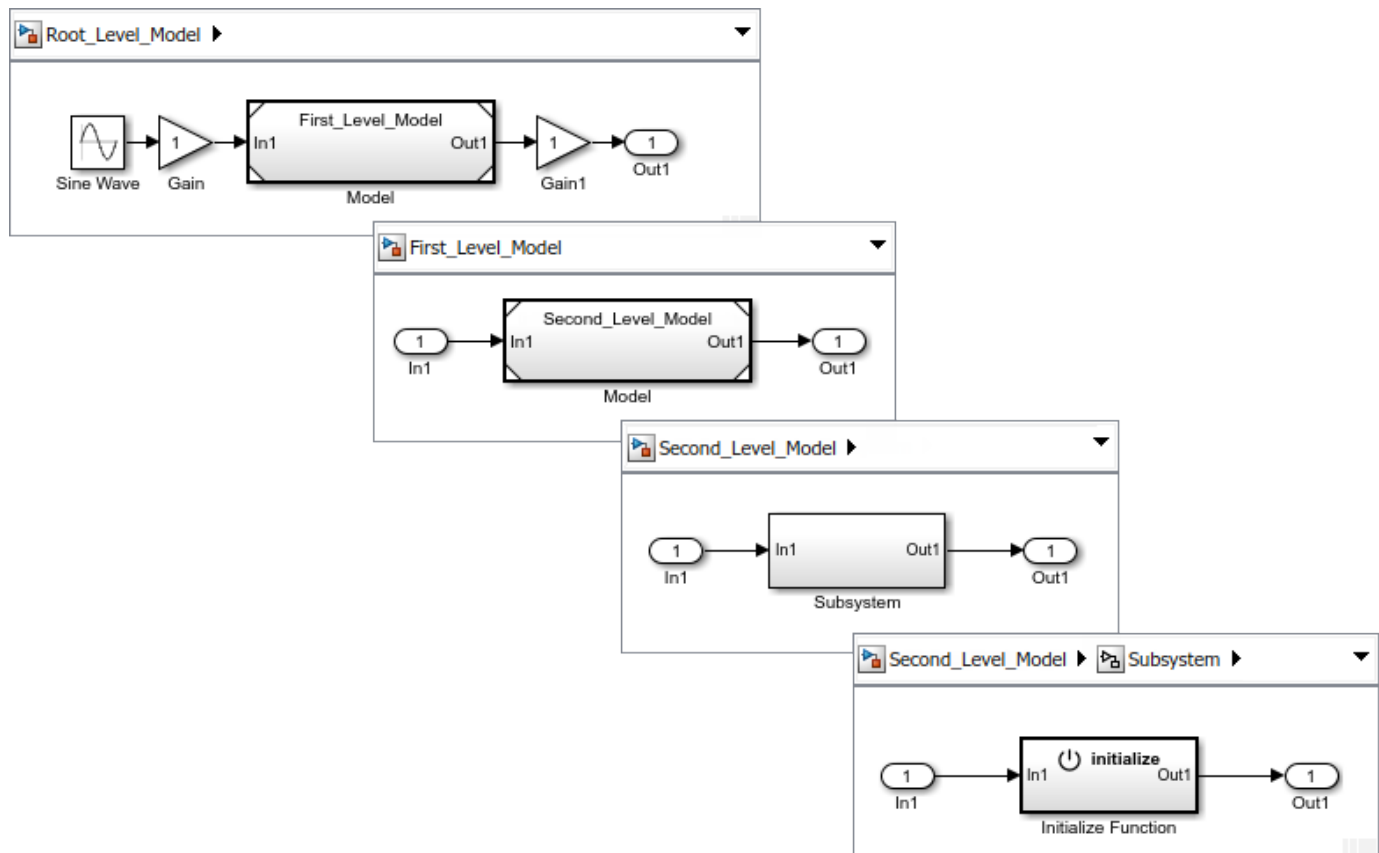 Root_Level_Model
First_Level_Model
1
In1
Out1
1
1
Sine Wave
Gain
Model
Gain1
Out1
First_Level_Model
Second_Level_Model
1
In1
Out1
1
In1
Out1
Model
Second_Level_Model
1
In1
Out1
1
In1
Out1
Subsystem
Second_Level_Model
Subsystem
initialize
1
In1
Out1
1
In1
Out1
Initialize Function